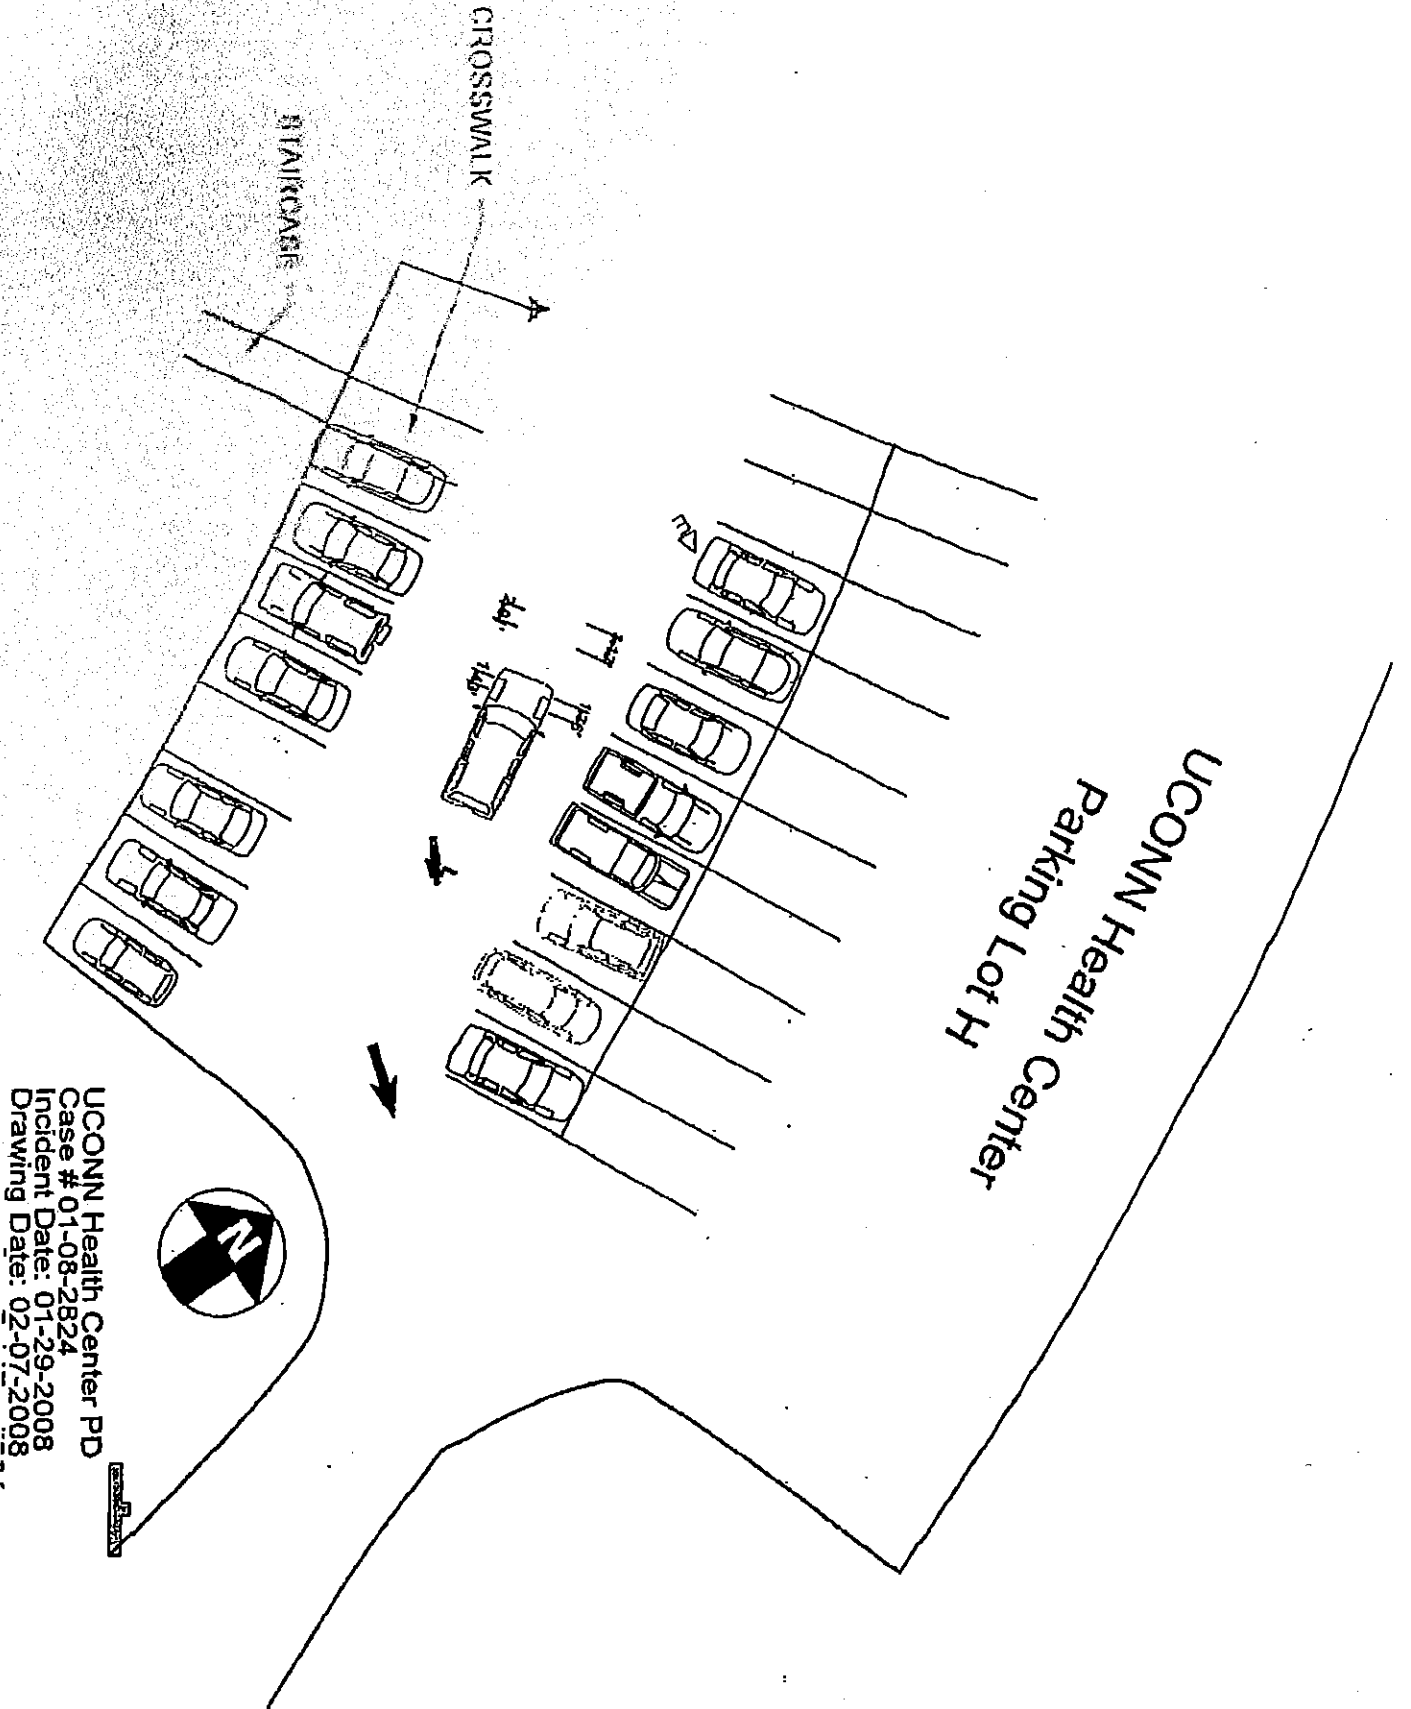 CROSSWALK
STAIRCASE
UCONN Health Center
Parking Lot H
N
UCONN Health Center PD
Case # 01-08-2824
Incident Date: 01-29-2008
Drawing Date: 02-07-2008